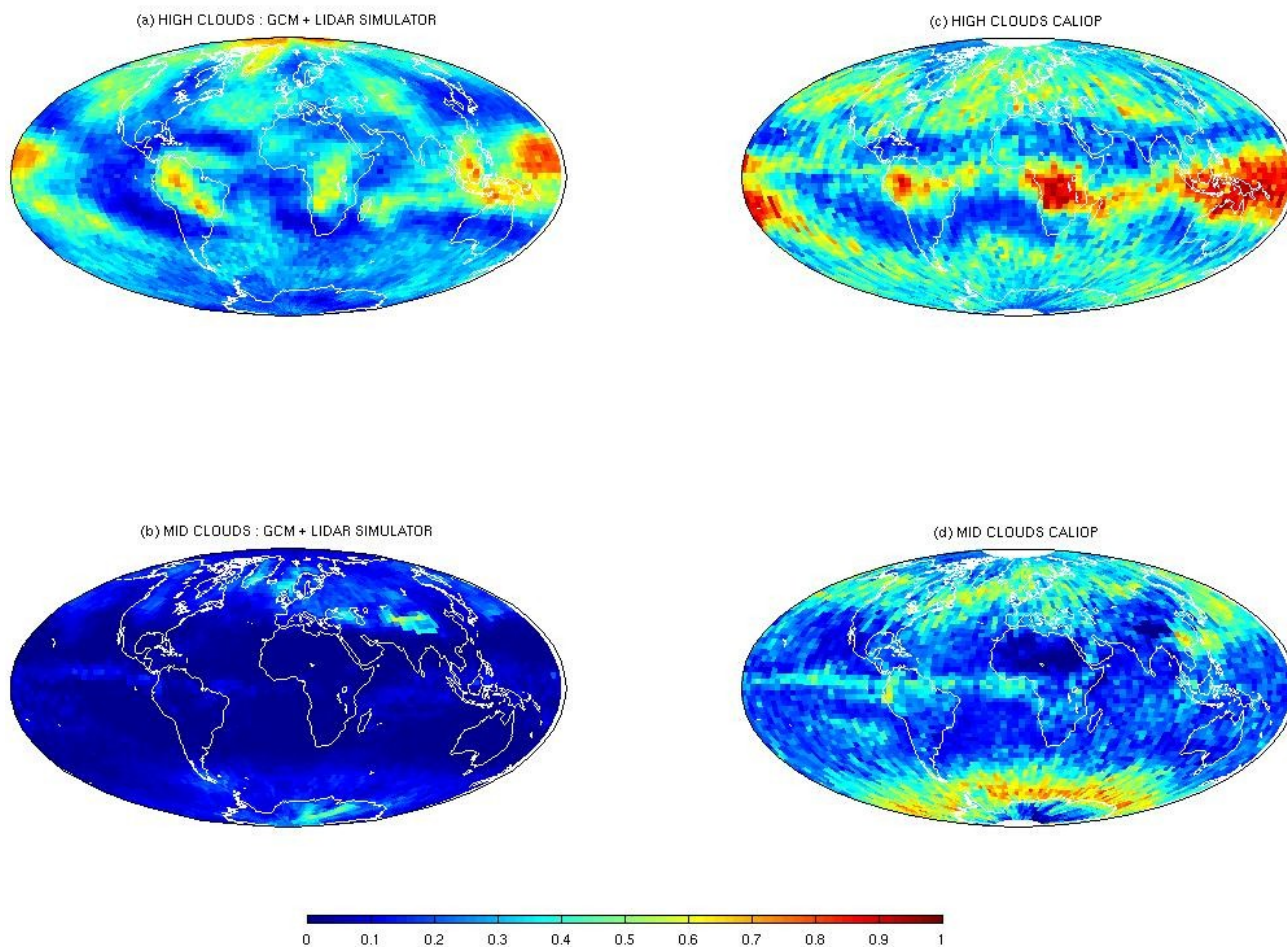 (a) HIGH CLOUDS : GCM + LIDAR SIMULATOR
(c) HIGH CLOUDS CALIOP
(b) MID CLOUDS : GCM + LIDAR SIMULATOR
(d) MID CLOUDS CALIOP
0 0.1 0.2 0.3 0.4 0.5 0.6 0.7 0.8 0.9 1